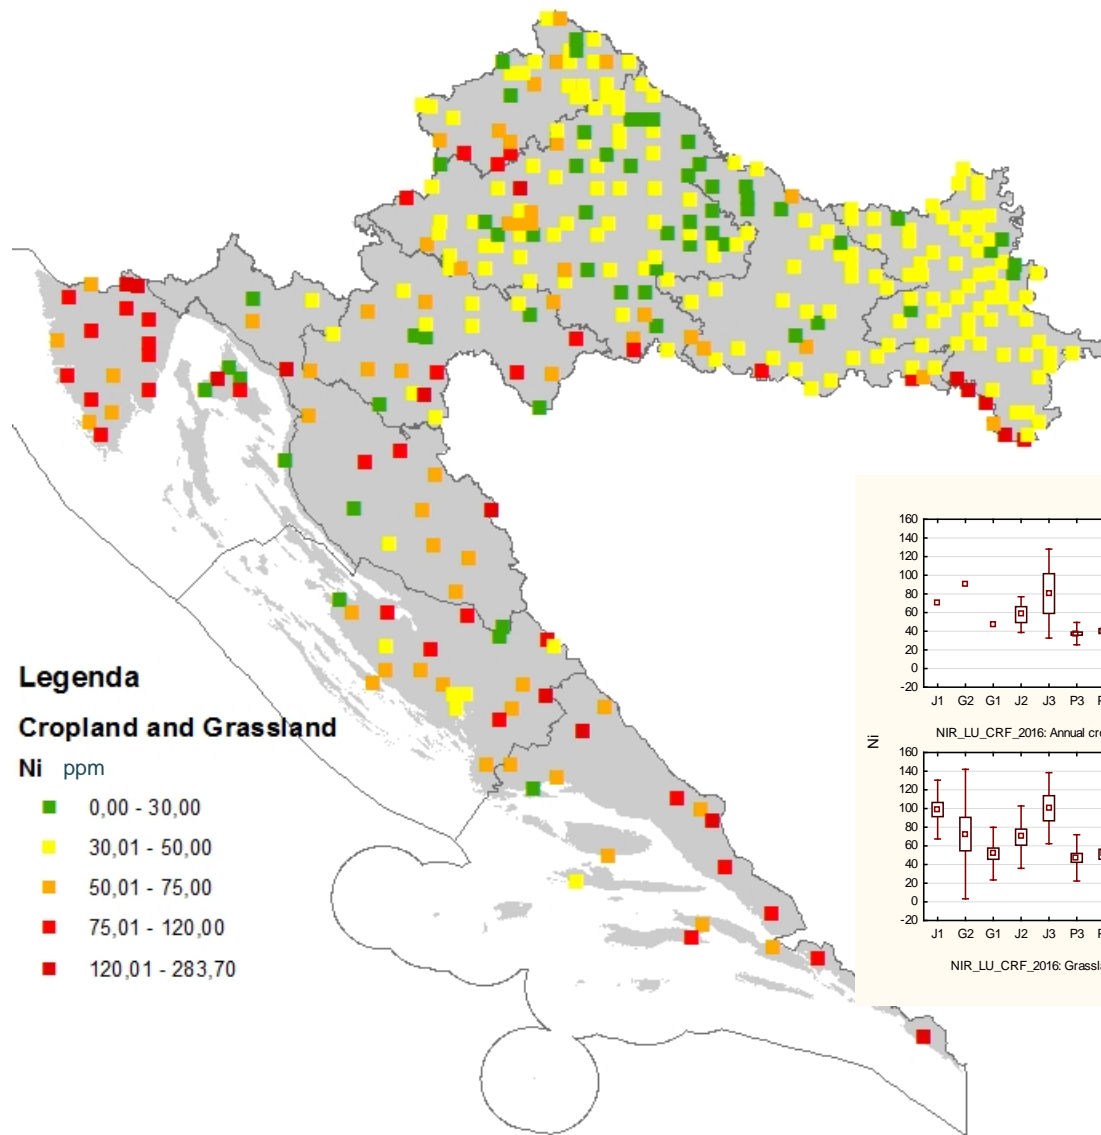 Legenda
Cropland and Grassland
Ni ppm
0,00 - 30,00
30,01 - 50,00
50,01 - 75,00
75,01 - 120,00
120,01 - 283,70
Ni
160
140
120
100
80
60
40
20
0
-20
J1 G2 G1 J2 J3 P3
NIR_LU_CRF_2016: Annual cro
160
140
120
100
80
60
40
20
0
-20
J1 G2 G1 J2 J3 P3
NIR_LU_CRF_2016: Grassla